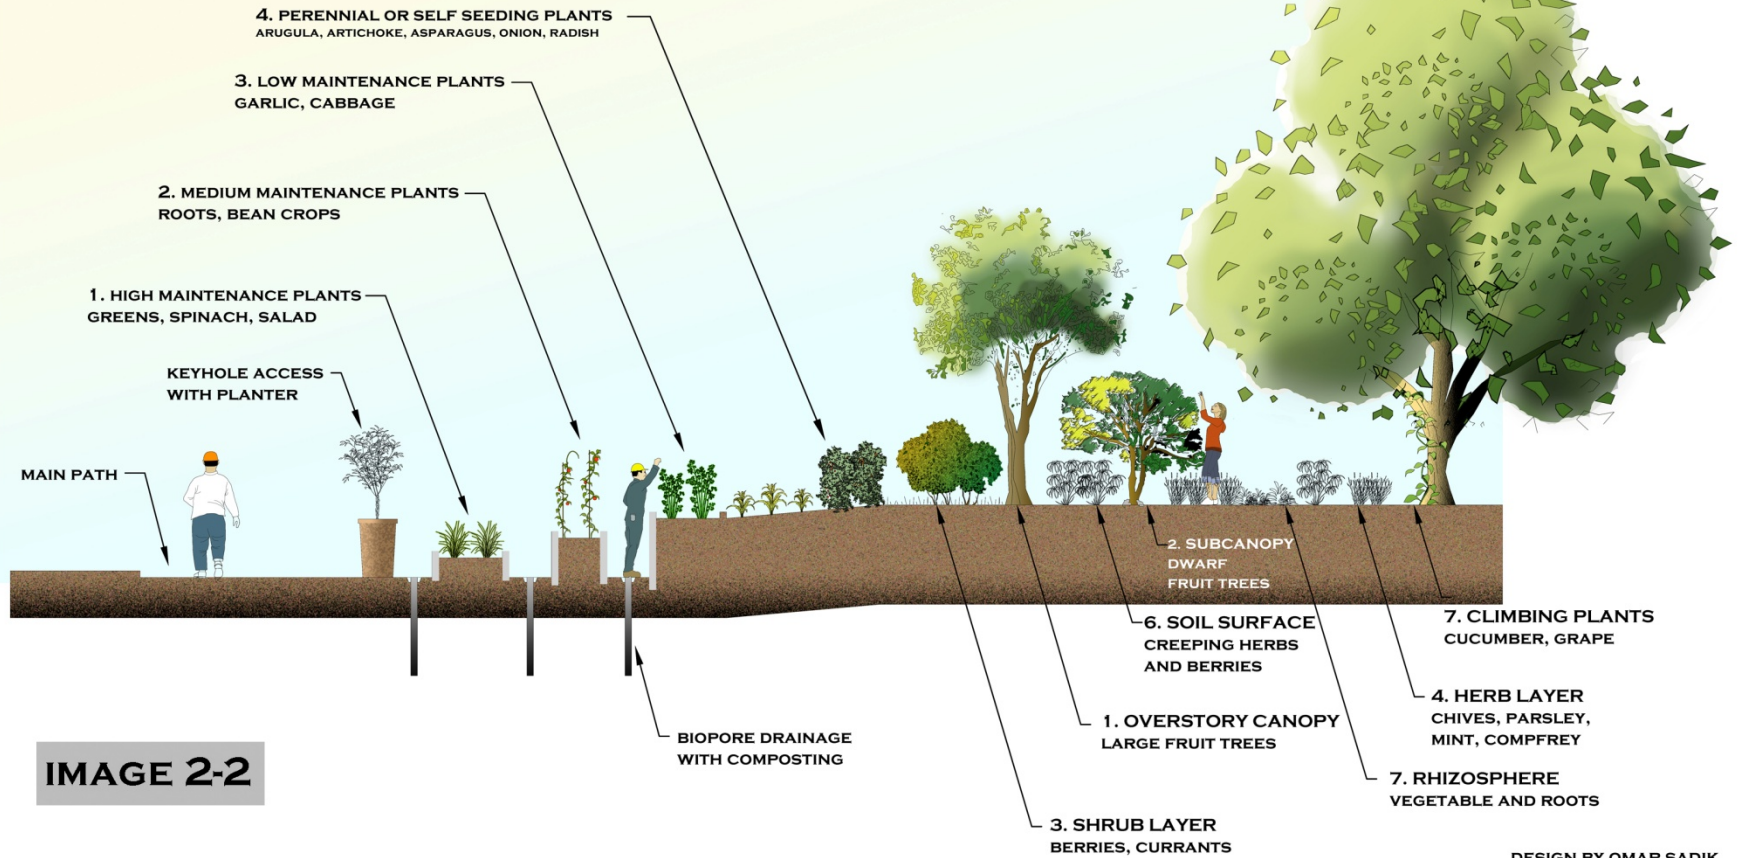 4. PERENNIAL OR SELF SEEDING PLANTS
ARUGULA, ARTICHOKE, ASPARAGUS, ONION, RADISH
3. LOW MAINTENANCE PLANTS
GARLIC, CABBAGE
2. MEDIUM MAINTENANCE PLANTS
ROOTS, BEAN CROPS
1. HIGH MAINTENANCE PLANTS
GREENS, SPINACH, SALAD
KEYHOLE ACCESS
WITH PLANTER
MAIN PATH
2. SUBCANOPY
DWARF
FRUIT TREES
6. SOIL SURFACE
CREEPING HERBS
AND BERRIES
7. CLIMBING PLANTS
CUCUMBER, GRAPE
4. HERB LAYER
CHIVES, PARSLEY,
MINT, COMPFREY
1. OVERSTORY CANOPY
LARGE FRUIT TREES
BIOPORE DRAINAGE
WITH COMPOSTING
7. RHIZOSPHERE
VEGETABLE AND ROOTS
3. SHRUB LAYER
BERRIES, CURRANTS
IMAGE 2-2
DESIGN BY OMAR SADIK